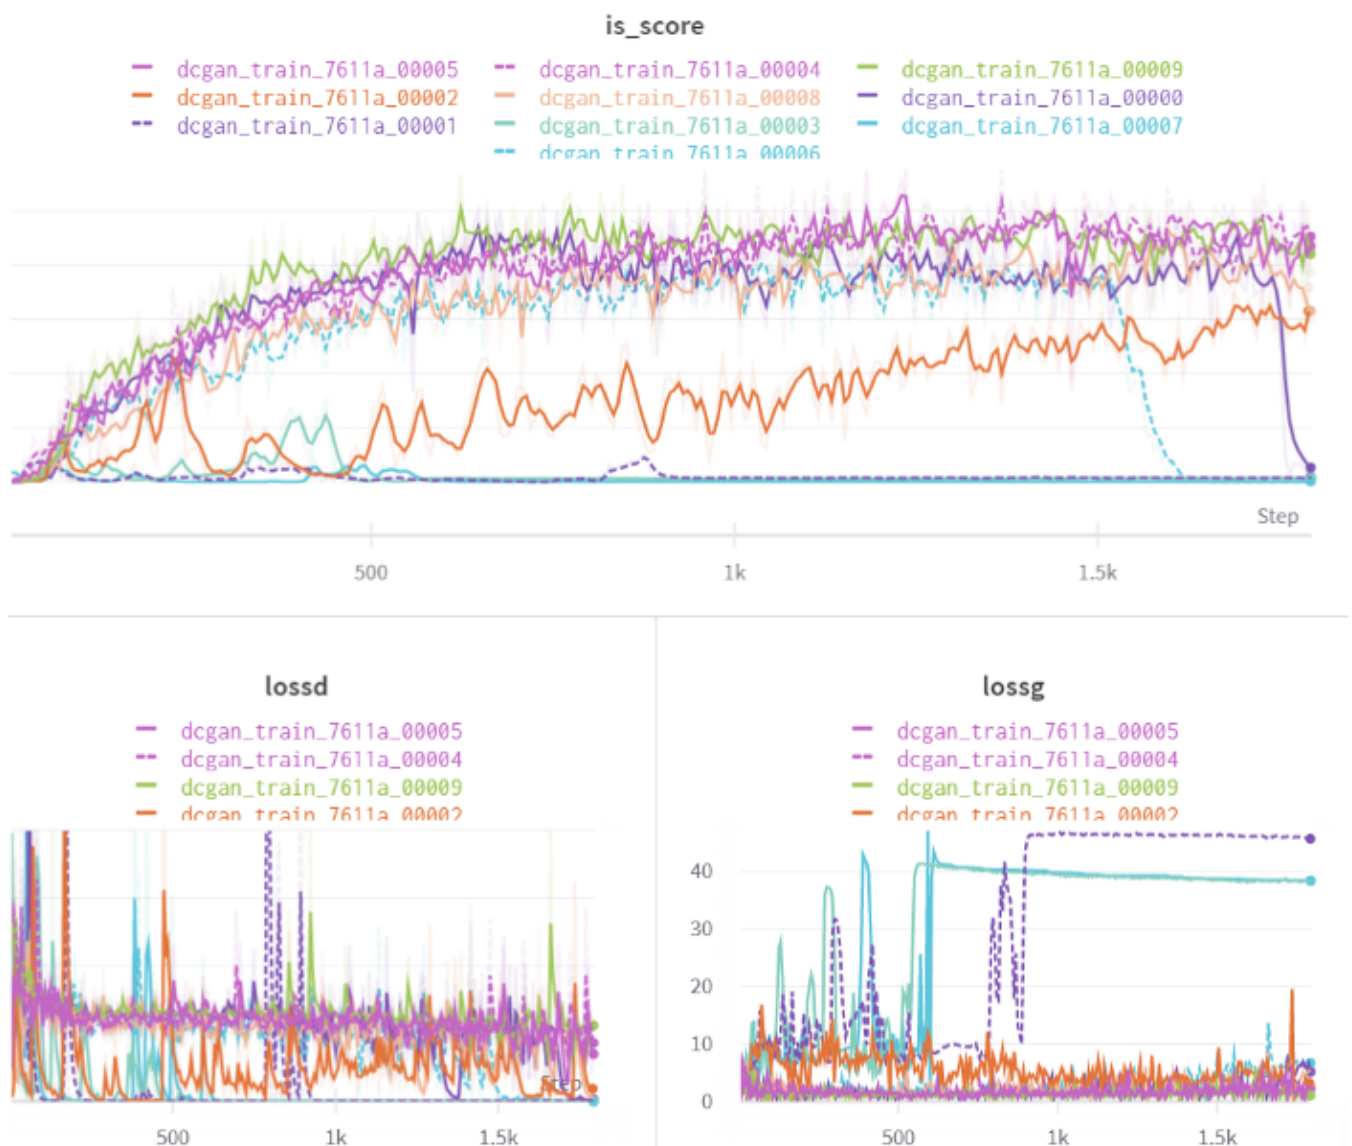 is_score
dcgan_train_7611a_00005 dcgan_train_7611a_00004 dcgan_train_7611a_00009
dcgan_train_7611a_00002 dcgan_train_7611a_00008 dcgan_train_7611a_00000
dcgan_train_7611a_00001 dcgan_train_7611a_00003 dcgan_train_7611a_00007
dcgan_train_7611a_00006
Step
500 1k 1.5k
lossd
dcgan_train_7611a_00005
dcgan_train_7611a_00004
dcgan_train_7611a_00009
dcgan_train_7611a_00002
Step
500 1k 1.5k
lossg
dcgan_train_7611a_00005
dcgan_train_7611a_00004
dcgan_train_7611a_00009
dcgan_train_7611a_00002
40
30
20
10
0
500 1k 1.5k